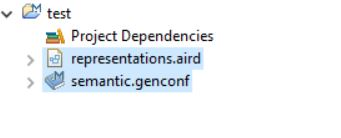 test
Project Dependencies
representations.aird
semantic.genconf